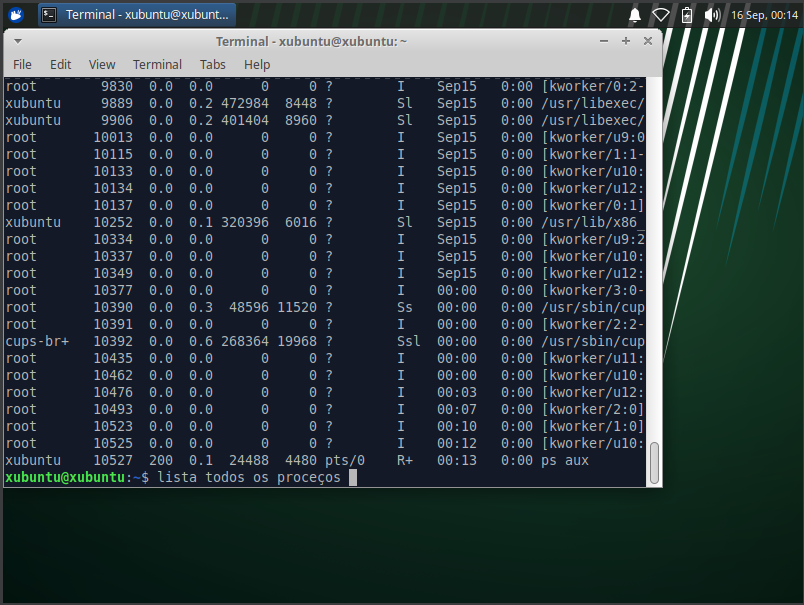 Terminal - xubuntu@xubunt...
16 Sep, 00:14
Terminal - xubuntu@xubuntu: ~
File Edit View Terminal Tabs Help
root 9830 0.0 0.0 0 0 ? I Sep15 0:00 [kworker/0:2-
xubuntu 9889 0.0 0.2 472984 8448 ? Sl Sep15 0:00 /usr/libexec/
xubuntu 9906 0.0 0.2 401404 8960 ? Sl Sep15 0:00 /usr/libexec/
root 10013 0.0 0.0 0 0 ? I Sep15 0:00 [kworker/u9:0
root 10115 0.0 0.0 0 0 ? I Sep15 0:00 [kworker/1:1-
root 10133 0.0 0.0 0 0 ? I Sep15 0:00 [kworker/u10:
root 10134 0.0 0.0 0 0 ? I Sep15 0:00 [kworker/u12:
root 10137 0.0 0.0 0 0 ? I Sep15 0:00 [kworker/0:1]
xubuntu 10252 0.0 0.1 320396 6016 ? Sl Sep15 0:00 /usr/lib/x86_
root 10334 0.0 0.0 0 0 ? I Sep15 0:00 [kworker/u9:2
root 10337 0.0 0.0 0 0 ? I Sep15 0:00 [kworker/u10:
root 10349 0.0 0.0 0 0 ? I Sep15 0:00 [kworker/u12:
root 10377 0.0 0.0 0 0 ? I 00:00 0:00 [kworker/3:0-
root 10390 0.0 0.3 48596 11520 ? Ss 00:00 0:00 /usr/sbin/cup
root 10391 0.0 0.0 0 0 ? I 00:00 0:00 [kworker/2:2-
cups-br+ 10392 0.0 0.6 268364 19968 ? Ssl 00:00 0:00 /usr/sbin/cup
root 10435 0.0 0.0 0 0 ? I 00:00 0:00 [kworker/u11:
root 10462 0.0 0.0 0 0 ? I 00:00 0:00 [kworker/u10:
root 10476 0.0 0.0 0 0 ? I 00:03 0:00 [kworker/u12:
root 10493 0.0 0.0 0 0 ? I 00:07 0:00 [kworker/2:0]
root 10523 0.0 0.0 0 0 ? I 00:10 0:00 [kworker/1:0]
root 10525 0.0 0.0 0 0 ? I 00:12 0:00 [kworker/u10:
xubuntu 10527 200 0.1 24488 4480 pts/0 R+ 00:13 0:00 ps aux
xubuntu@xubuntu:~$ lista todos os proceços